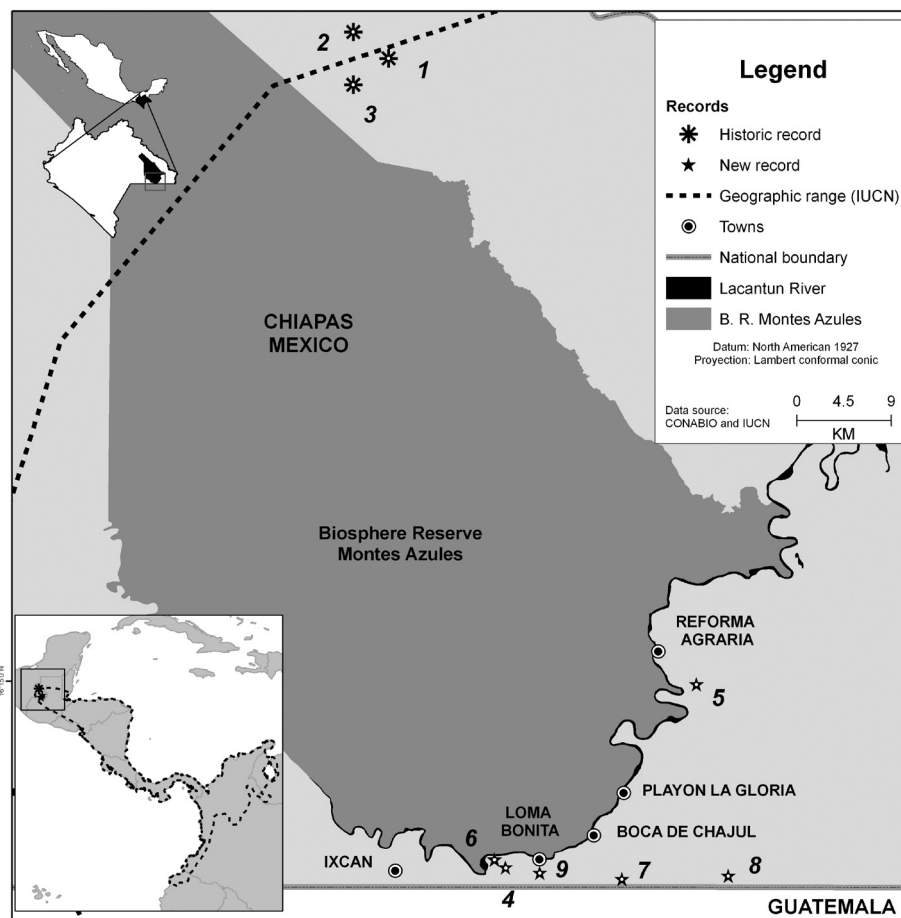 2
1
3
Legend
Records
Historic record
New record
Geographic range (IUCN)
Towns
National boundary
Lacantun River
B. R. Montes Azules
Datum: North American 1927
Proyection: Lambert conformal conic
Data source:
CONABIO and IUCN
0 4.5 9
KM
CHIAPAS
MEXICO
Biosphere Reserve
Montes Azules
REFORMA
AGRARIA
5
PLAYON LA GLORIA
LOMA
BONITA
BOCA DE CHAJUL
6
IXCAN
9
7
8
4
GUATEMALA